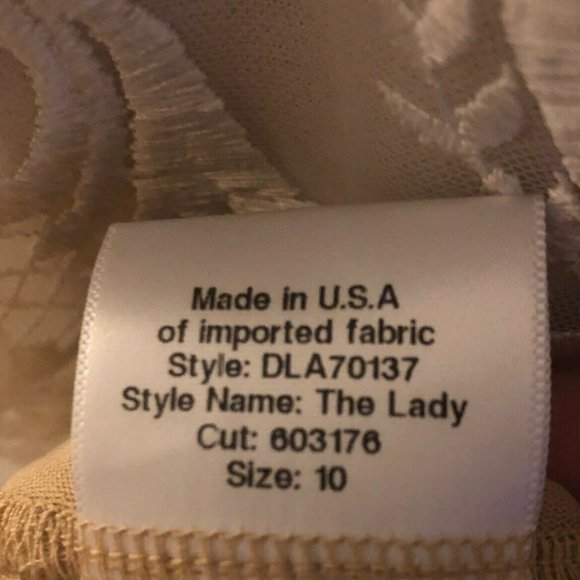 Made in U.S.A
of imported fabric
Style: DLA70137
Style Name: The Lady
Cut: 603176
Size: 10